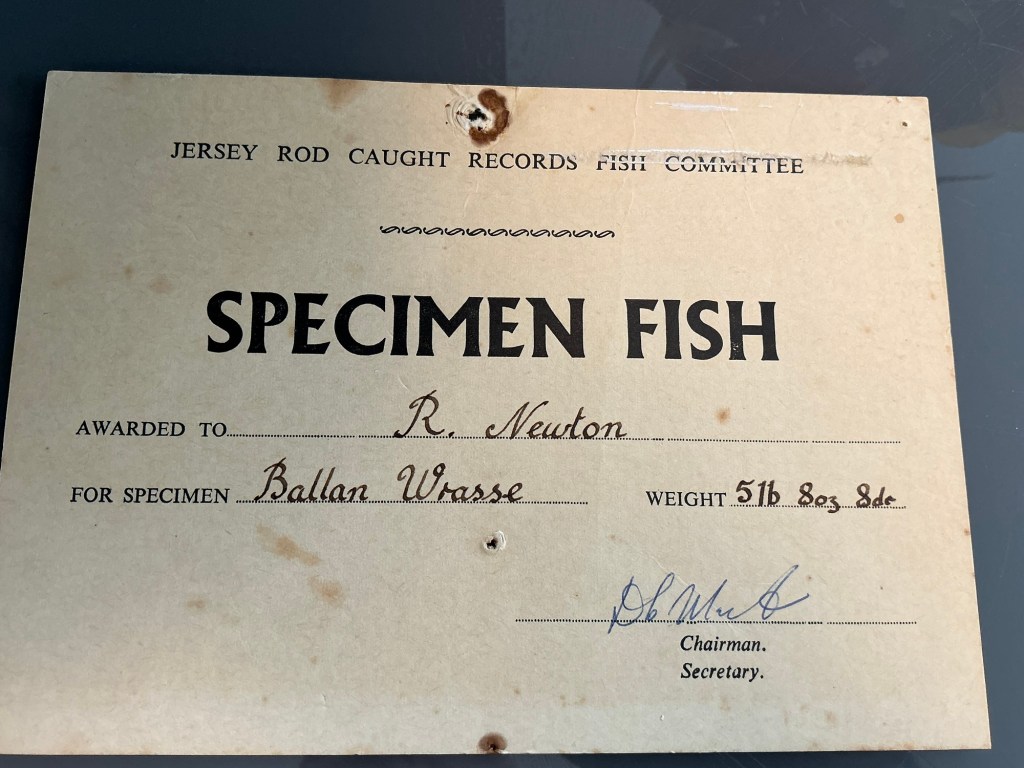 JERSEY ROD CAUGHT RECORDS FISH COMMITTEE
SPECIMEN FISH
AWARDED TO R. Newton
FOR SPECIMEN Ballan Wrasse WEIGHT 5lb 8oz 8dr
Chairman.
Secretary.